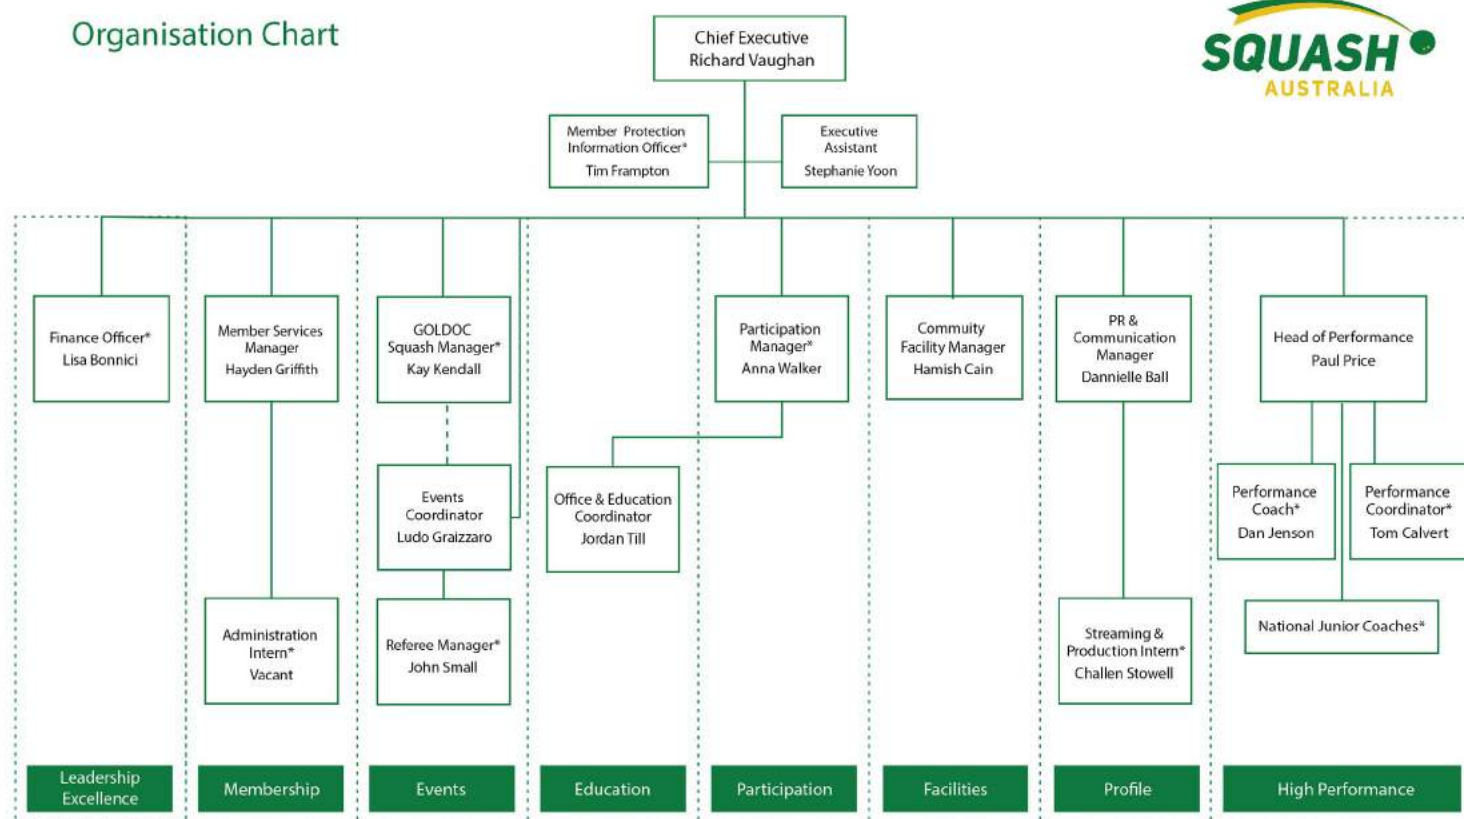 Organisation Chart
SQUASH
AUSTRALIA
Chief Executive
Richard Vaughan
Member Protection
Information Officer*
Tim Frampton
Executive
Assistant
Stephanie Yoon
Finance Officer*
Lisa Bonnici
Member Services
Manager
Hayden Griffith
GOLDOC
Squash Manager*
Kay Kendall
Participation
Manager*
Anna Walker
Commuity
Facility Manager
Hamish Cain
PR &
Communication
Manager
Dannielle Ball
Head of Performance
Paul Price
Events
Coordinator
Ludo Graizzaro
Office & Education
Coordinator
Jordan Till
Performance
Coach*
Dan Jenson
Performance
Coordinator*
Tom Calvert
Administration
Intern*
Vacant
Referee Manager*
John Small
Streaming &
Production Intern*
Challen Stowell
National Junior Coaches*
Leadership
Excellence
Membership
Events
Education
Participation
Facilities
Profile
High Performance